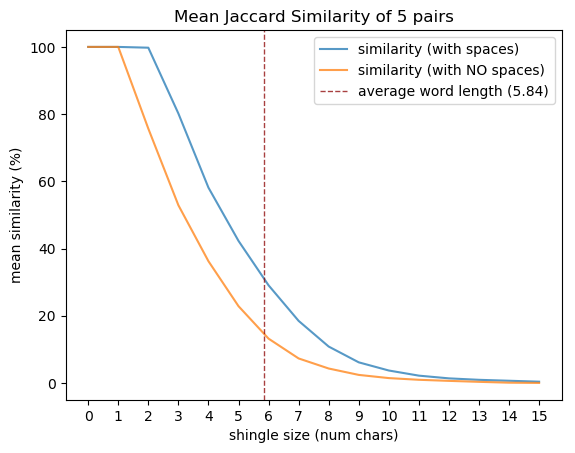 Mean Jaccard Similarity of 5 pairs
similarity (with spaces)
similarity (with NO spaces)
average word length (5.84)
mean similarity (%)
100
80
60
40
20
0
0 1 2 3 4 5 6 7 8 9 10 11 12 13 14 15
shingle size (num chars)